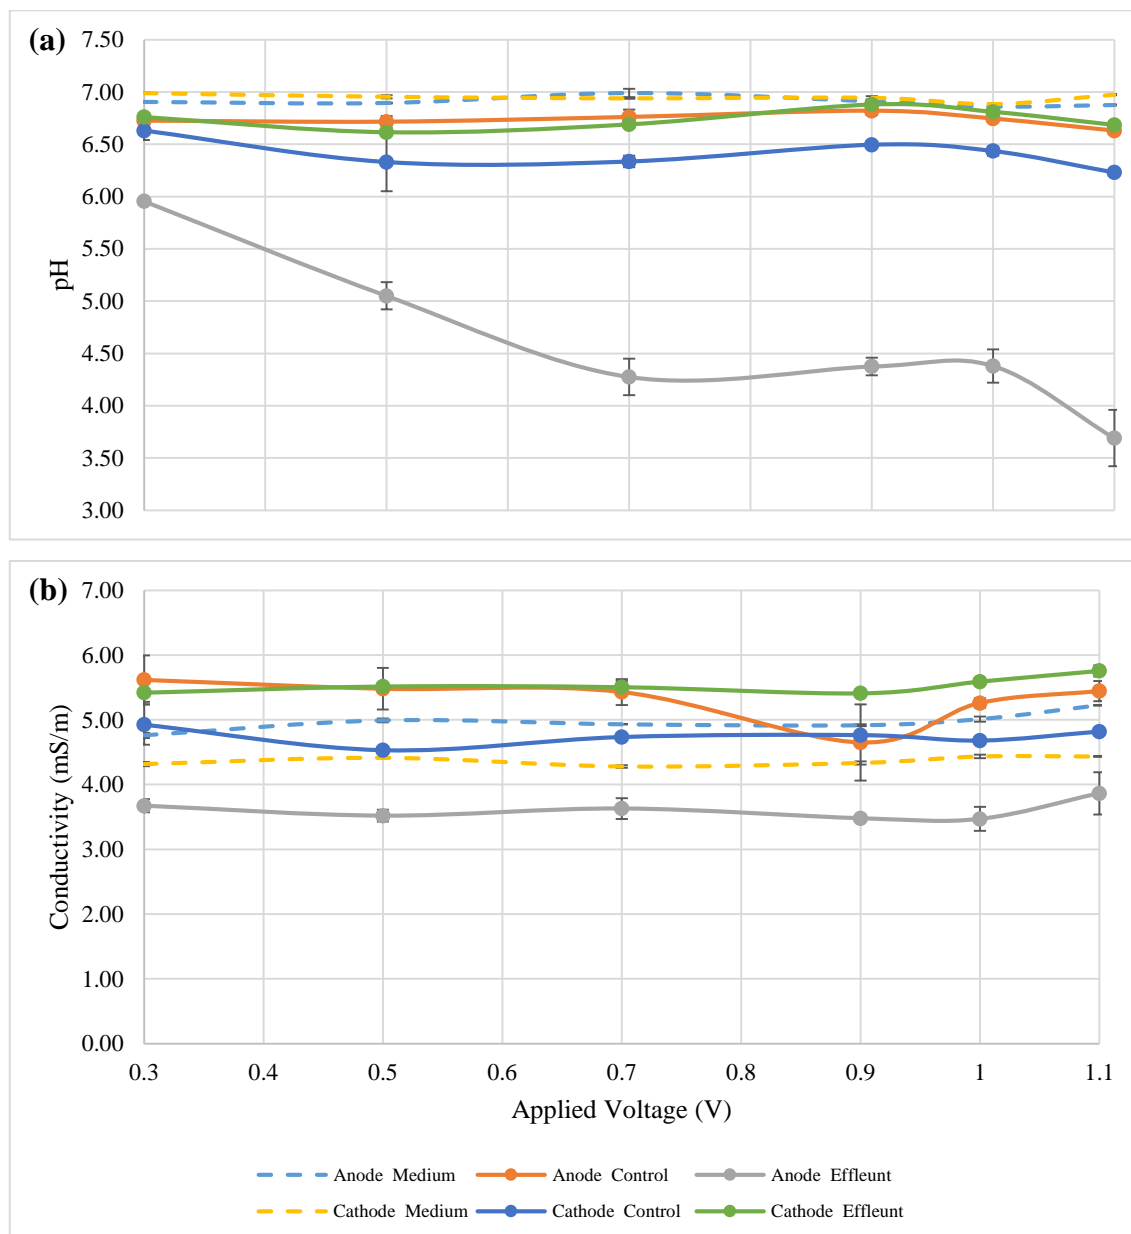 (a)
7.50
7.00
6.50
6.00
5.50
5.00
4.50
4.00
3.50
3.00
pH
(b)
7.00
6.00
5.00
4.00
3.00
2.00
1.00
0.00
Conductivity (mS/m)
0.3 0.4 0.5 0.6 0.7 0.8 0.9 1 1.1
Applied Voltage (V)
Anode Medium Anode Control Anode Effleunt
Cathode Medium Cathode Control Cathode Effleunt